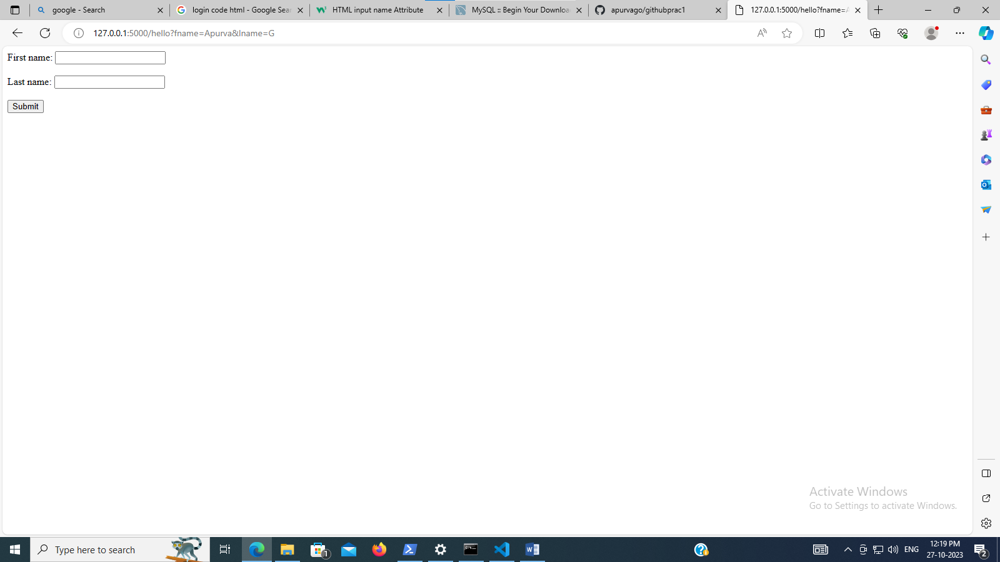 google - Search
login code html - Google Sear
HTML input name Attribute
MySQL :: Begin Your Downloa
apurvago/githubprac1
127.0.0.1:5000/hello?fname=A
127.0.0.1:5000/hello?fname=Apurva&lname=G
First name:
Last name:
Submit
Activate Windows
Go to Settings to activate Windows.
Type here to search
1
ENG
12:19 PM
27-10-2023
2